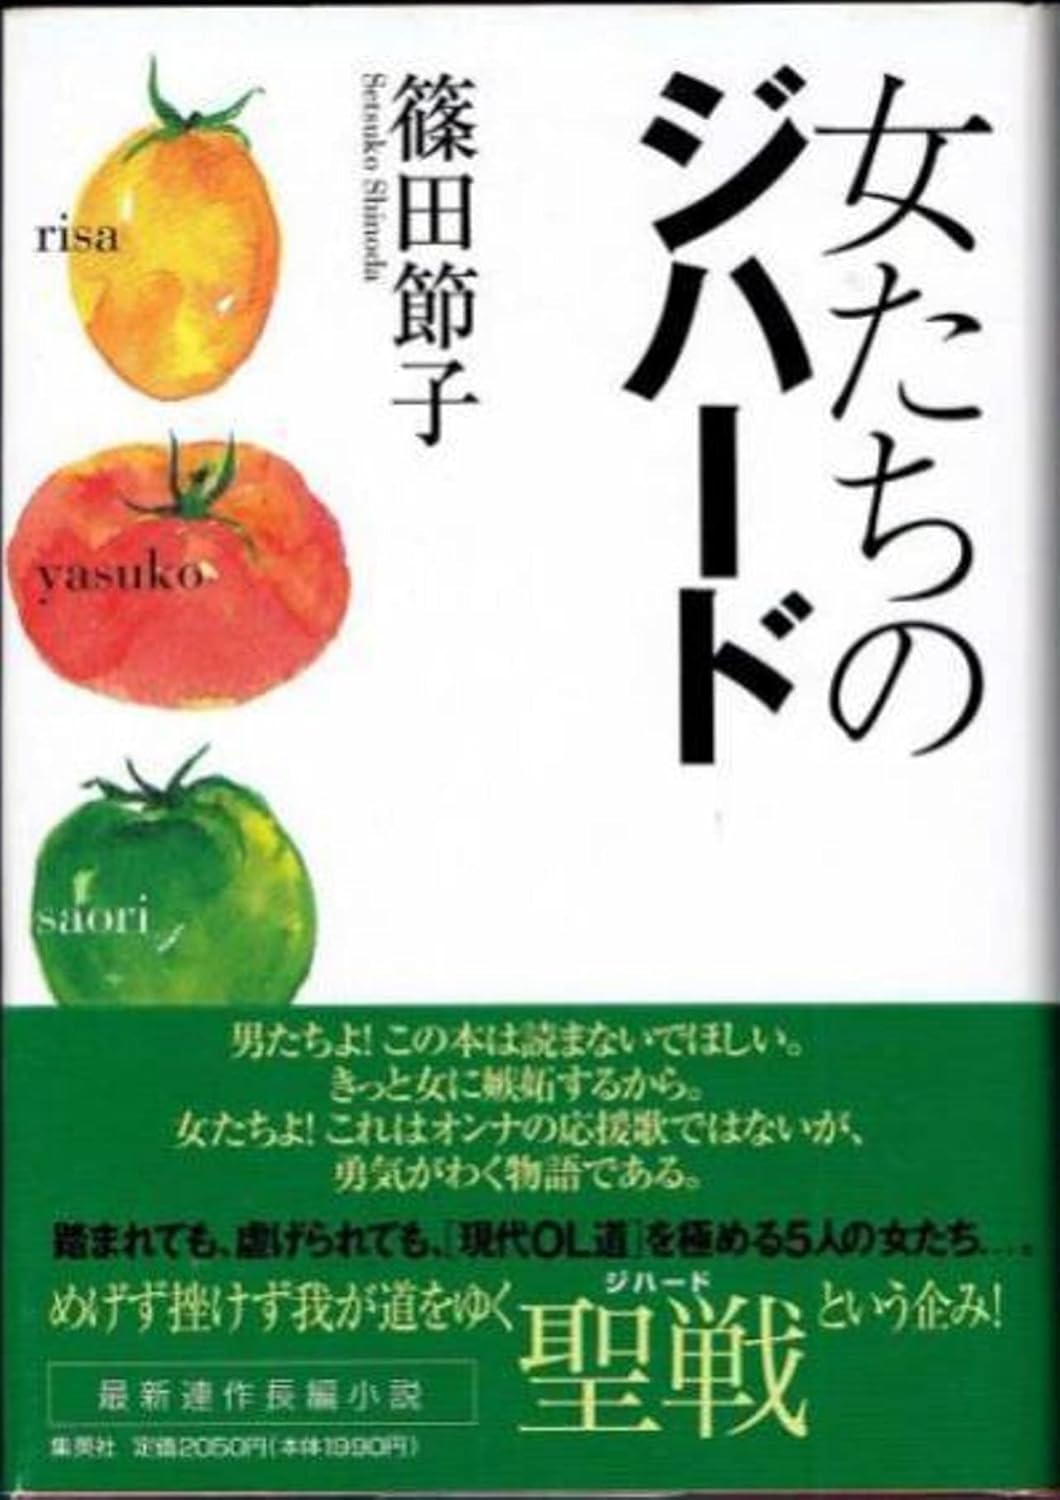 女たちの
ジハード
篠田節子
Setsuko Shinoda
risa
yasuko
saori
男たちよ! この本は読まないでほしい。
きっと女に嫉妬するから。
女たちよ! これはオンナの応援歌ではないが、
勇気がわく物語である。
踏まれても、虐げられても、[現代OL道]を極める5人の女たち……。
めげず挫けず我が道をゆく
ジハード
聖戦
という企み!
最新連作長編小説
集英社 定価2050円(本体1990円)